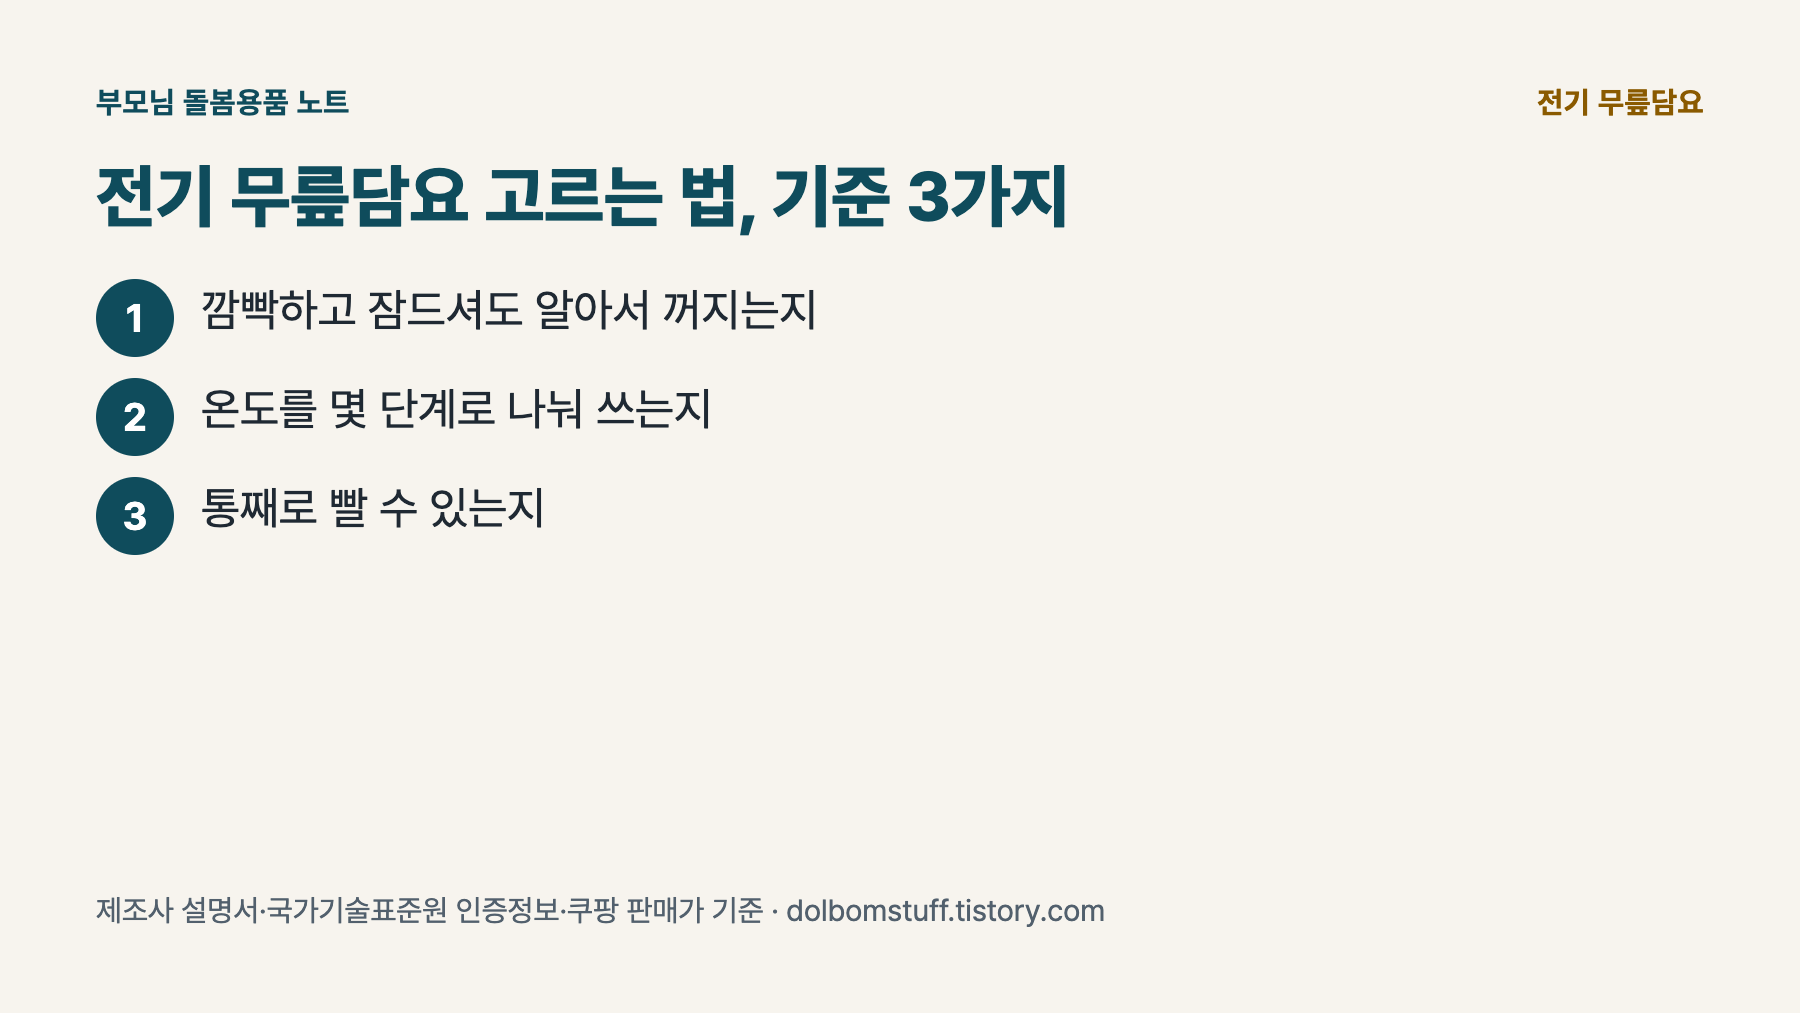 부모님 돌봄용품 노트
전기 무릎담요
전기 무릎담요 고르는 법, 기준 3가지
1 깜빡하고 잠드셔도 알아서 꺼지는지
2 온도를 몇 단계로 나눠 쓰는지
3 통째로 빨 수 있는지
제조사 설명서·국가기술표준원 인증정보·쿠팡 판매가 기준 · dolbomstuff.tistory.com